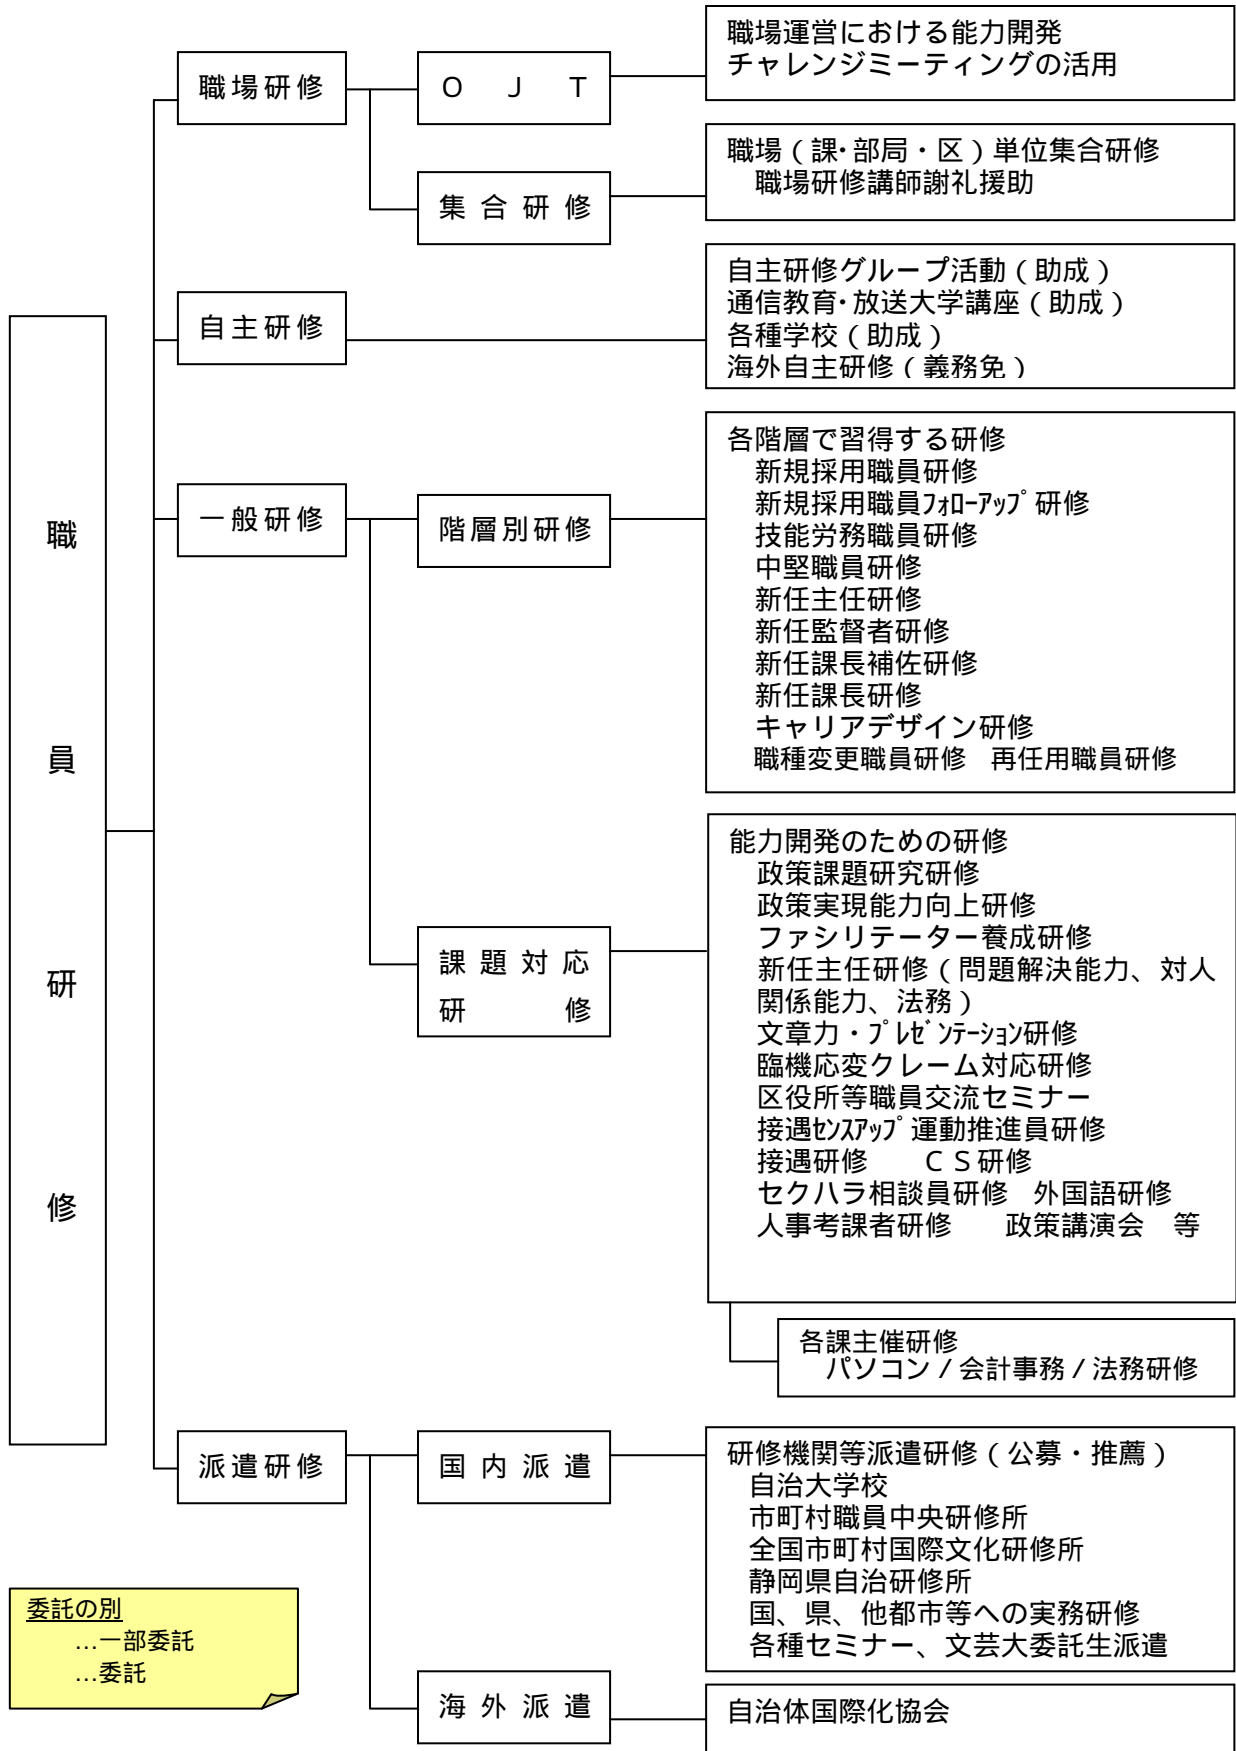 職員研修
職場研修
ＯＪＴ
職場運営における能力開発
チャレンジミーティングの活用
集合研修
職場（課・部局・区）単位集合研修
職場研修講師謝礼援助
自主研修
自主研修グループ活動（助成）
通信教育・放送大学講座（助成）
各種学校（助成）
海外自主研修（義務免）
一般研修
階層別研修
各階層で習得する研修
新規採用職員研修
新規採用職員ﾌｫﾛｰｱｯﾌﾟ研修
技能労務職員研修
中堅職員研修
新任主任研修
新任監督者研修
新任課長補佐研修
新任課長研修
キャリアデザイン研修
職種変更職員研修　再任用職員研修
課題対応
研修
能力開発のための研修
政策課題研究研修
政策実現能力向上研修
ファシリテーター養成研修
新任主任研修（問題解決能力、対人
関係能力、法務）
文章力・ﾌﾟﾚｾﾞﾝﾃｰｼｮﾝ研修
臨機応変クレーム対応研修
区役所等職員交流セミナー
接遇ｾﾝｽｱｯﾌﾟ運動推進員研修
接遇研修　　ＣＳ研修
セクハラ相談員研修　外国語研修
人事考課者研修　　政策講演会　等
各課主催研修
パソコン／会計事務／法務研修
派遣研修
国内派遣
研修機関等派遣研修（公募・推薦）
自治大学校
市町村職員中央研修所
全国市町村国際文化研修所
静岡県自治研修所
国、県、他都市等への実務研修
各種セミナー、文芸大委託生派遣
海外派遣
自治体国際化協会
委託の別
…一部委託
…委託